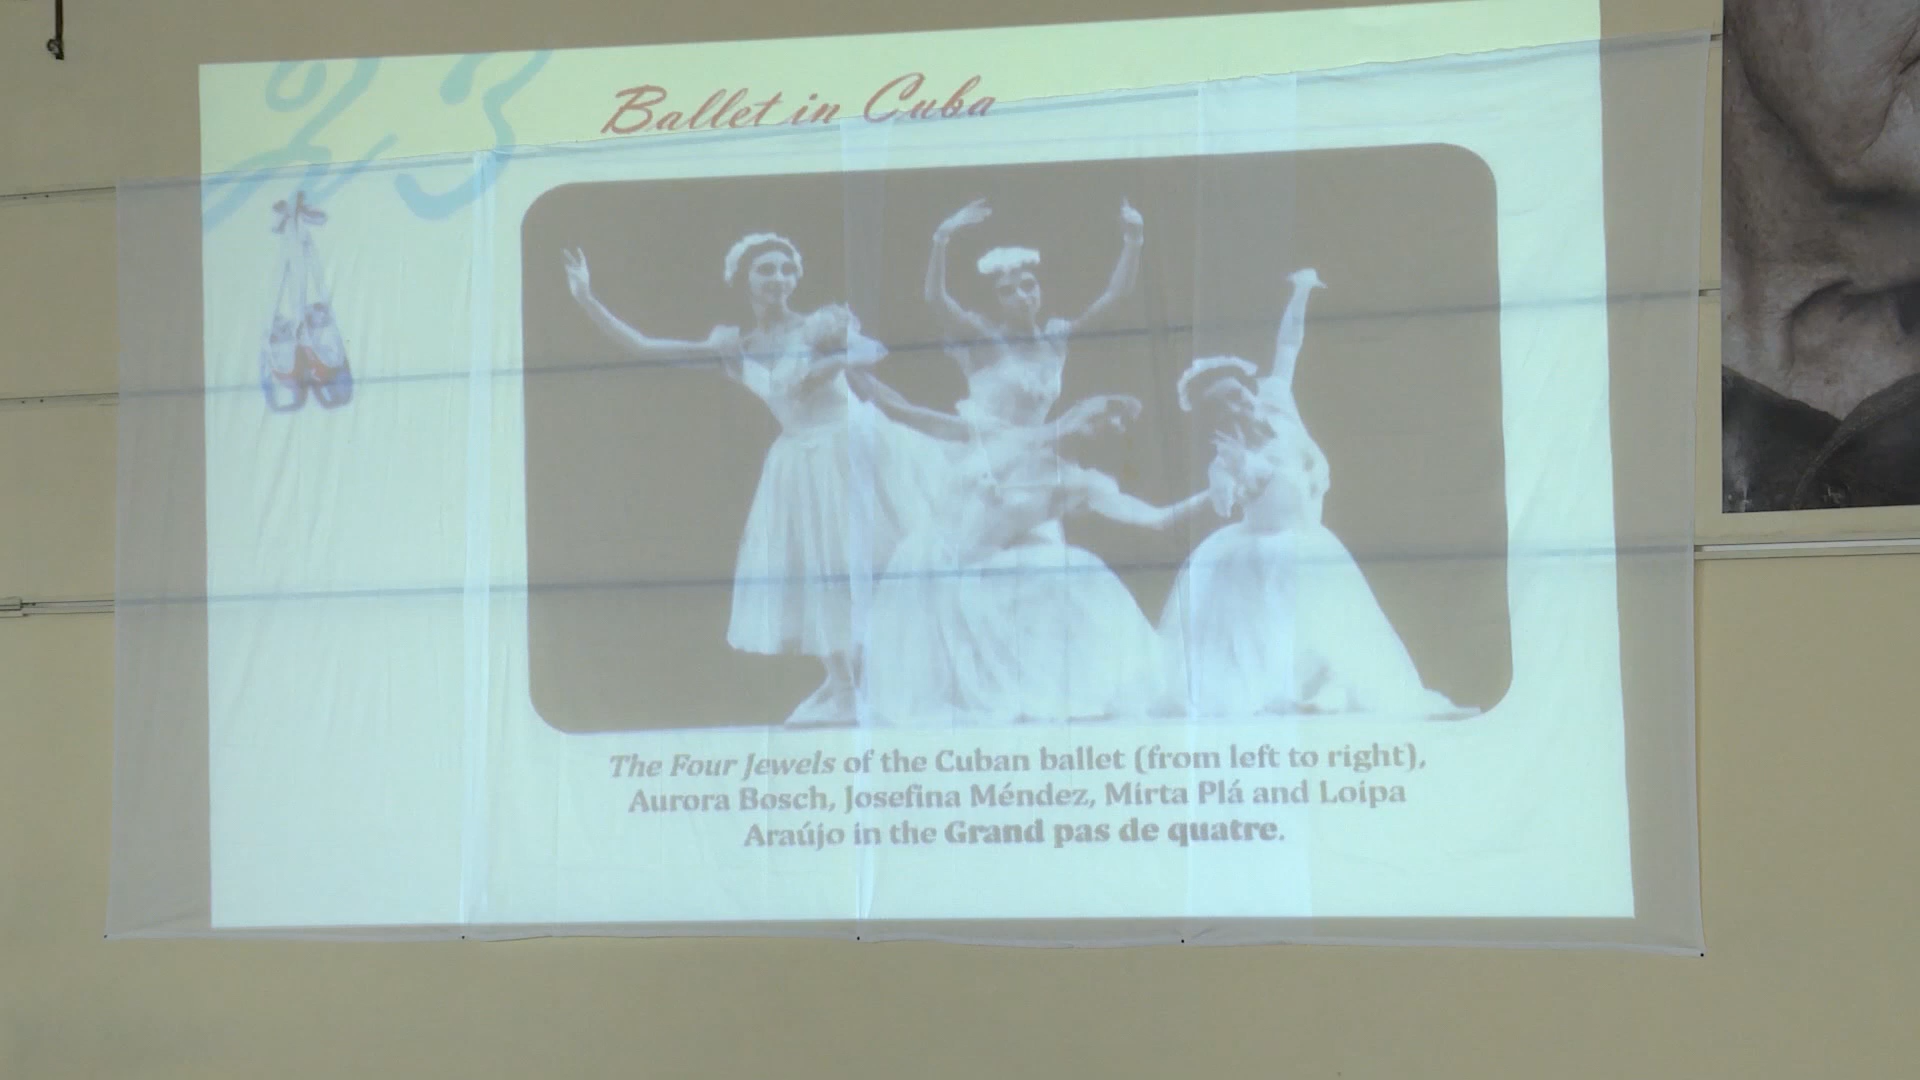 23
Ballet in Cuba
The Four Jewels of the Cuban ballet (from left to right),
Aurora Bosch, Josefina Méndez, Mirta Plá and Loipa
Araújo in the Grand pas de quatre.